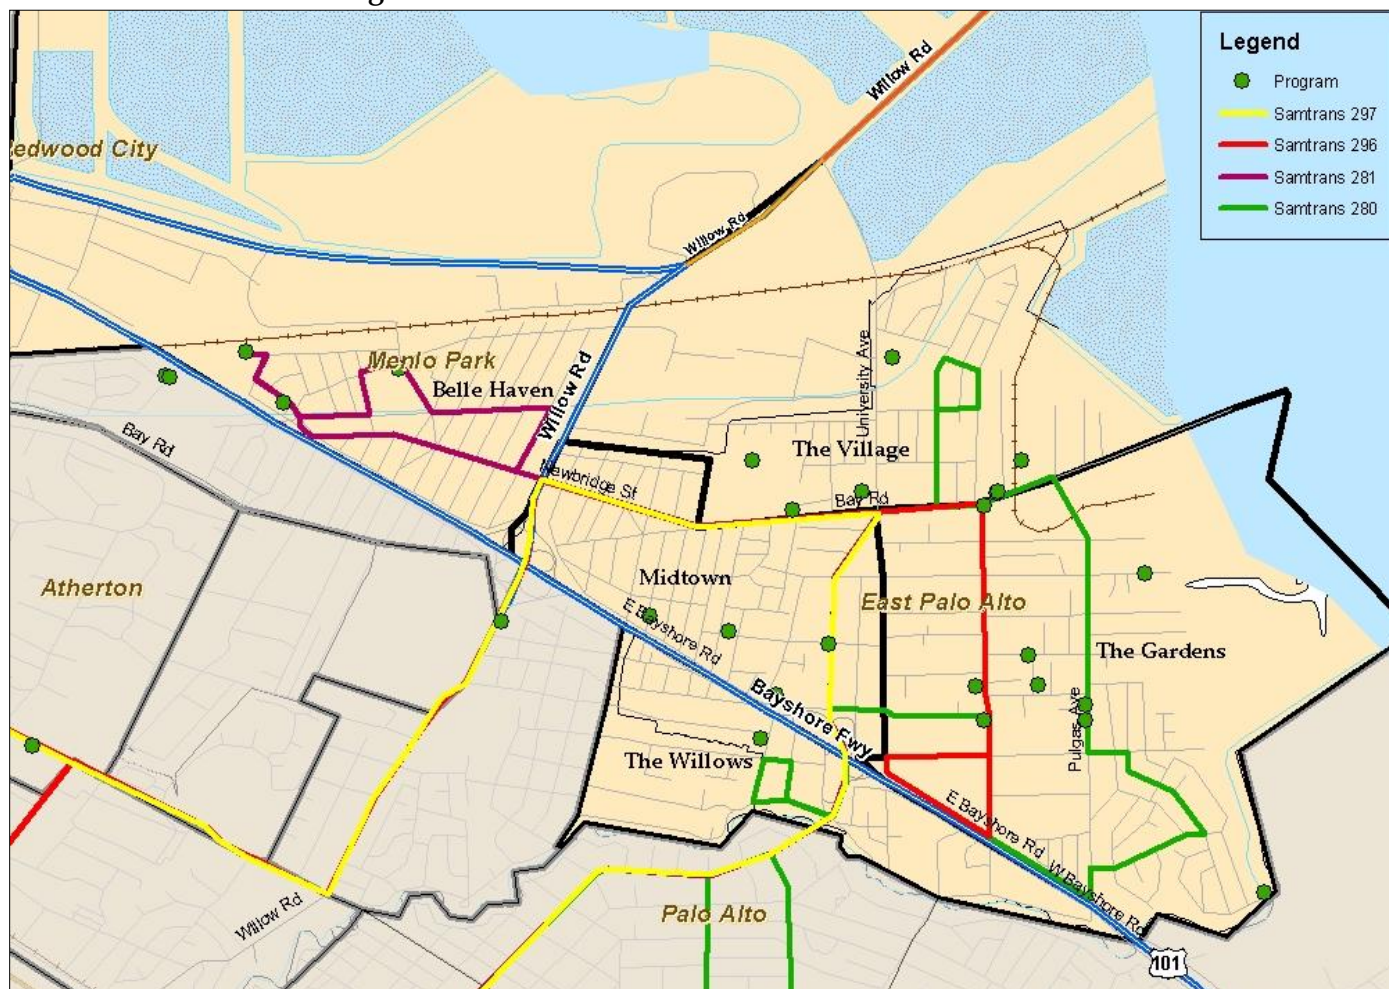 Legend
Program
Samtrans 297
Samtrans 296
Samtrans 281
Samtrans 280
Willow Rd
edwood City
Willow Rd
Menlo Park
Belle Haven
Willow Rd
University Ave
Bay Rd
The Village
Newbridge St
Bay Rd
Midtown
Atherton
East Palo Alto
E Bayshore Rd
The Gardens
Bayshore Fwy
Pulgas Ave
The Willows
E Bayshore Rd
W Bayshore Rd
Willow Rd
Palo Alto
101